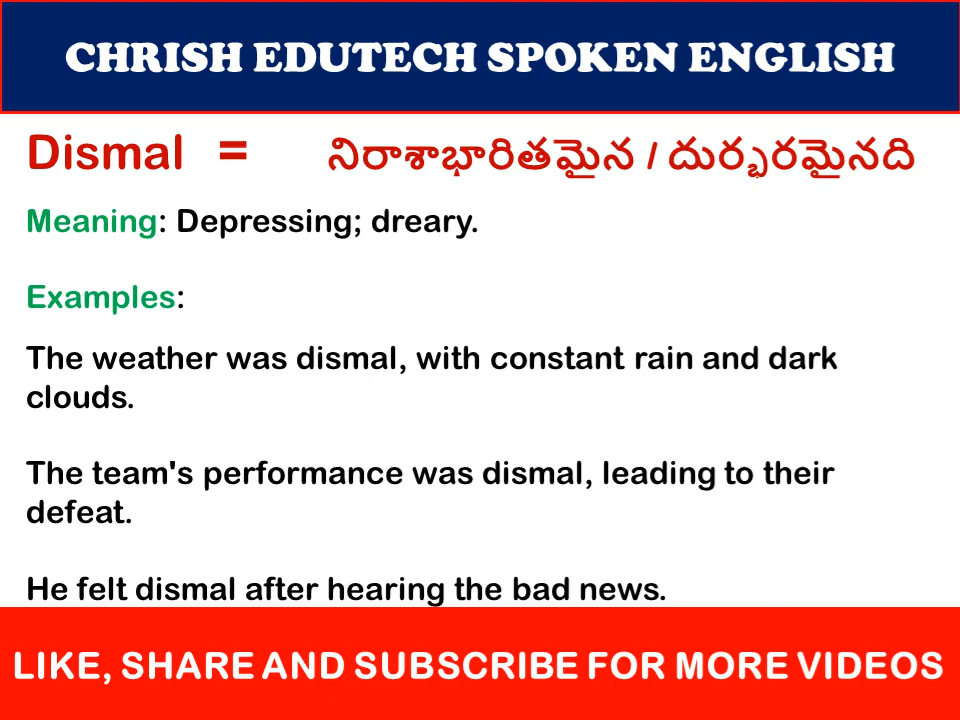 CHRISH EDUTECH SPOKEN ENGLISH
Dismal = నిరాశాభారితమైన / దుర్భరమైనది
Meaning: Depressing; dreary.
Examples:
The weather was dismal, with constant rain and dark
clouds.
The team's performance was dismal, leading to their
defeat.
He felt dismal after hearing the bad news.
LIKE, SHARE AND SUBSCRIBE FOR MORE VIDEOS